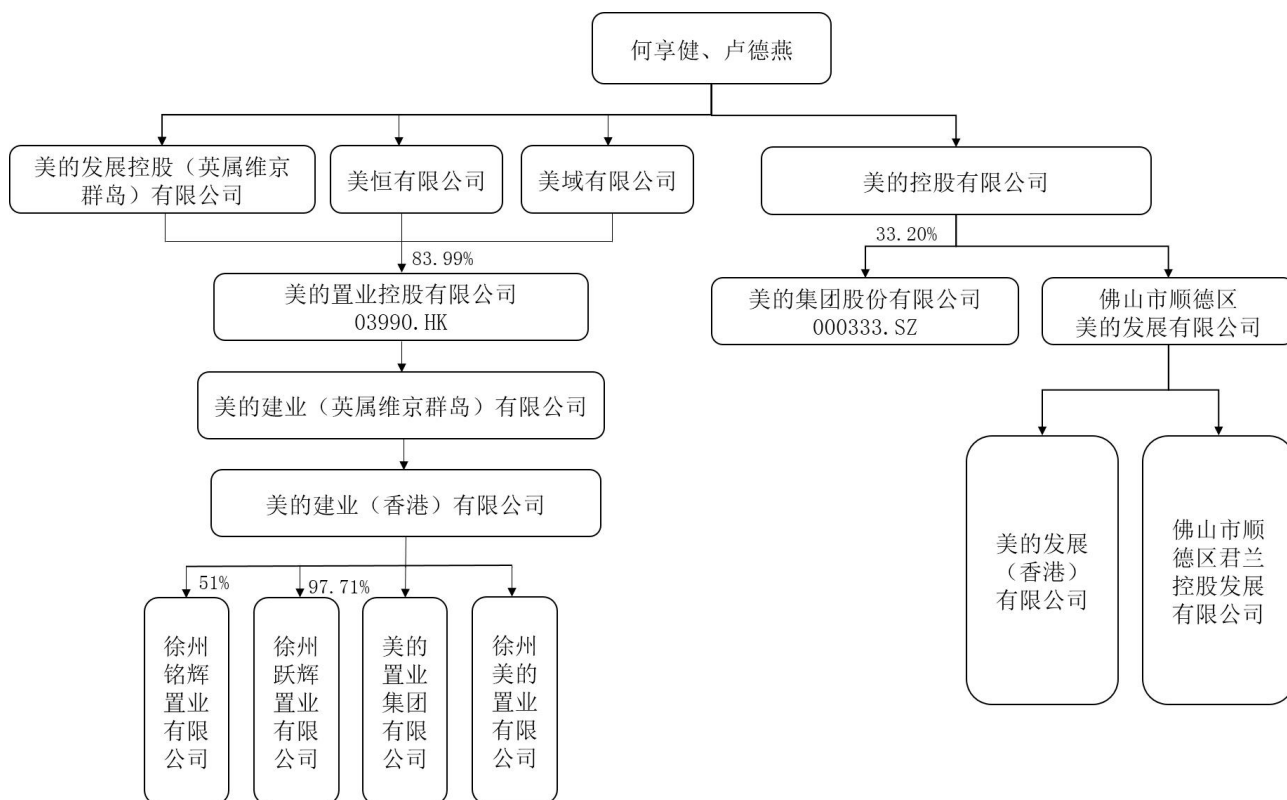 何享健、卢德燕
美的发展控股（英属维京
群岛）有限公司
美恒有限公司
美域有限公司
美的控股有限公司
83.99%
33.20%
美的置业控股有限公司
03990.HK
美的集团股份有限公司
000333.SZ
佛山市顺德区
美的发展有限公司
美的建业（英属维京群岛）有限公司
美的建业（香港）有限公司
美的发展
（香港）
有限公司
佛山市顺
德区君兰
控股发展
有限公司
51%
97.71%
徐州
铭辉
置业
有限
公司
徐州
跃辉
置业
有限
公司
美的
置业
集团
有限
公司
徐州
美的
置业
有限
公司